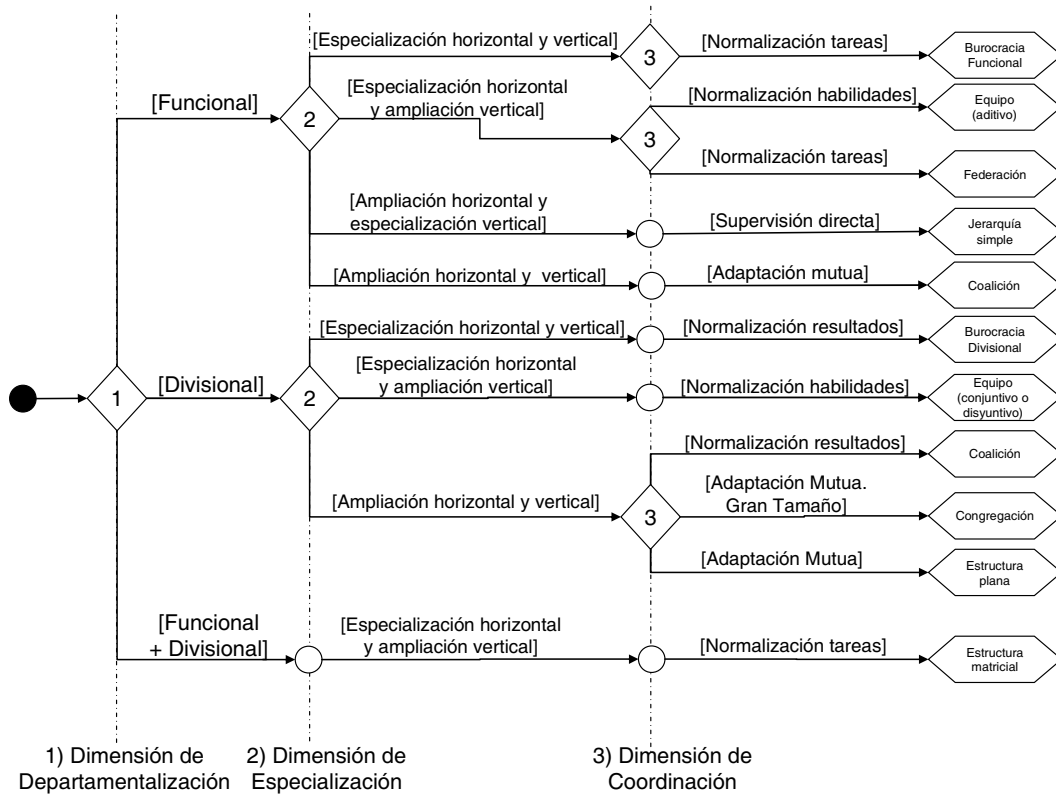 [Especialización horizontal y vertical]
3
[Normalización tareas]
Burocracia
Funcional
[Funcional]
2
[Especialización horizontal
y ampliación vertical]
3
[Normalización habilidades]
Equipo
(aditivo)
[Normalización tareas]
Federación
[Ampliación horizontal y
especialización vertical]
[Supervisión directa]
Jerarquía
simple
[Ampliación horizontal y vertical]
[Adaptación mutua]
Coalición
1
[Divisional]
2
[Especialización horizontal y vertical]
[Normalización resultados]
Burocracia
Divisional
[Especialización horizontal
y ampliación vertical]
[Normalización habilidades]
Equipo
(conjuntivo o
disyuntivo)
[Ampliación horizontal y vertical]
3
[Normalización resultados]
Coalición
[Adaptación Mutua.
Gran Tamaño]
Congregación
[Adaptación Mutua]
Estructura
plana
[Funcional
+ Divisional]
[Especialización horizontal
y ampliación vertical]
[Normalización tareas]
Estructura
matricial
1) Dimensión de
Departamentalización
2) Dimensión de
Especialización
3) Dimensión de
Coordinación